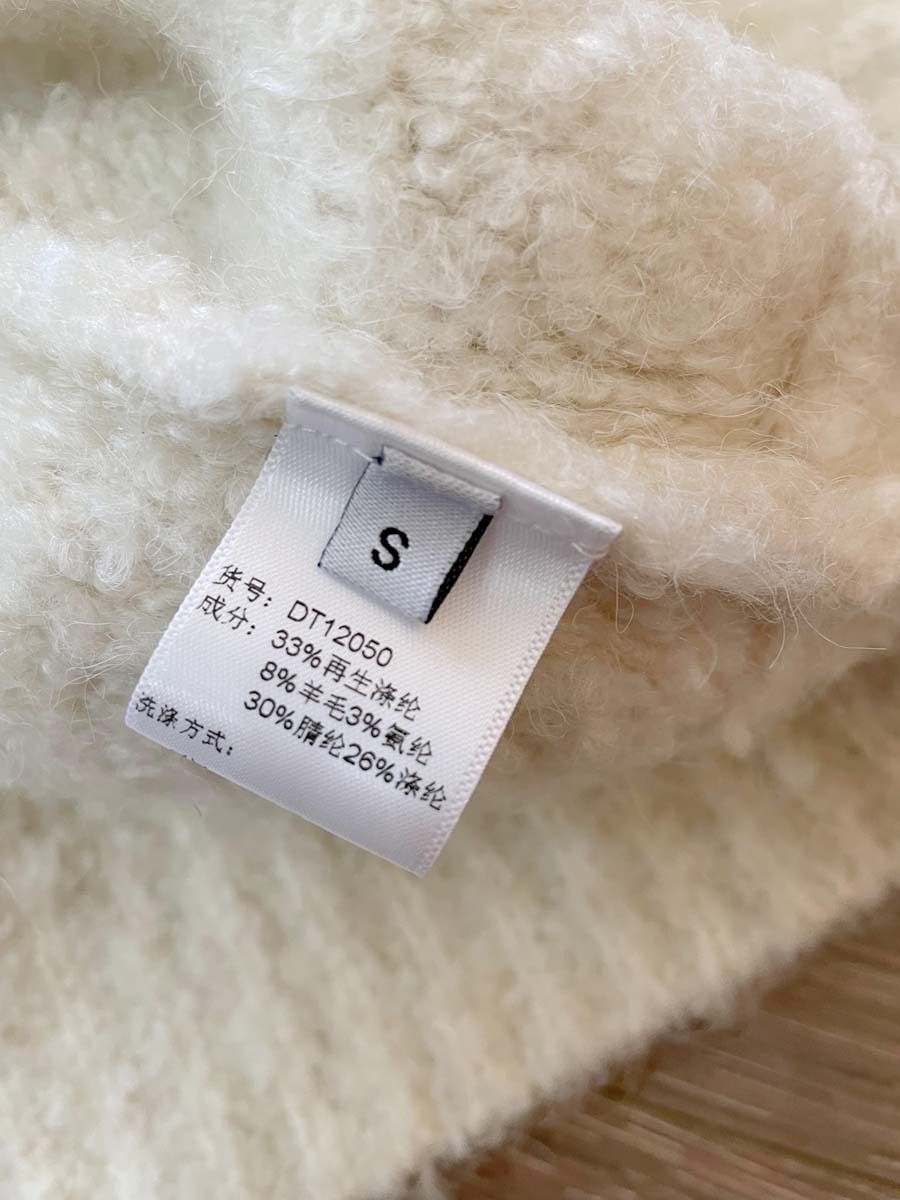 S
货号：DT12050
成分：33%再生涤纶
8%羊毛3%氨纶
30%腈纶26%涤纶
洗涤方式：